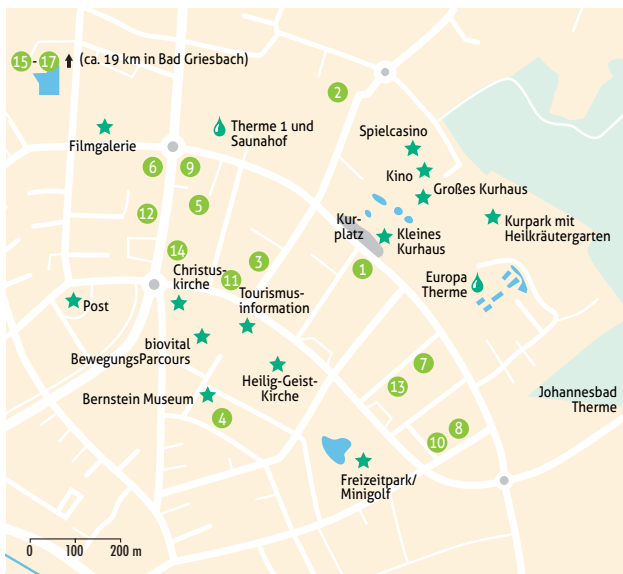 15 - 17 (ca. 19 km in Bad Griesbach)
2
Therme 1 und
Saunahof
Spielcasino
Filmgalerie
Kino
6
9
Großes Kurhaus
5
12
Kur-
platz
Kleines
Kurhaus
Kurpark mit
Heilkräutergarten
14
3
1
Christus-
kirche
11
Tourismus-
information
Europa
Therme
Post
biovital
BewegungsParcours
Heilig-Geist-
Kirche
7
13
Bernstein Museum
4
Johannesbad
Therme
8
10
Freizeitpark/
Minigolf
0 100 200 m